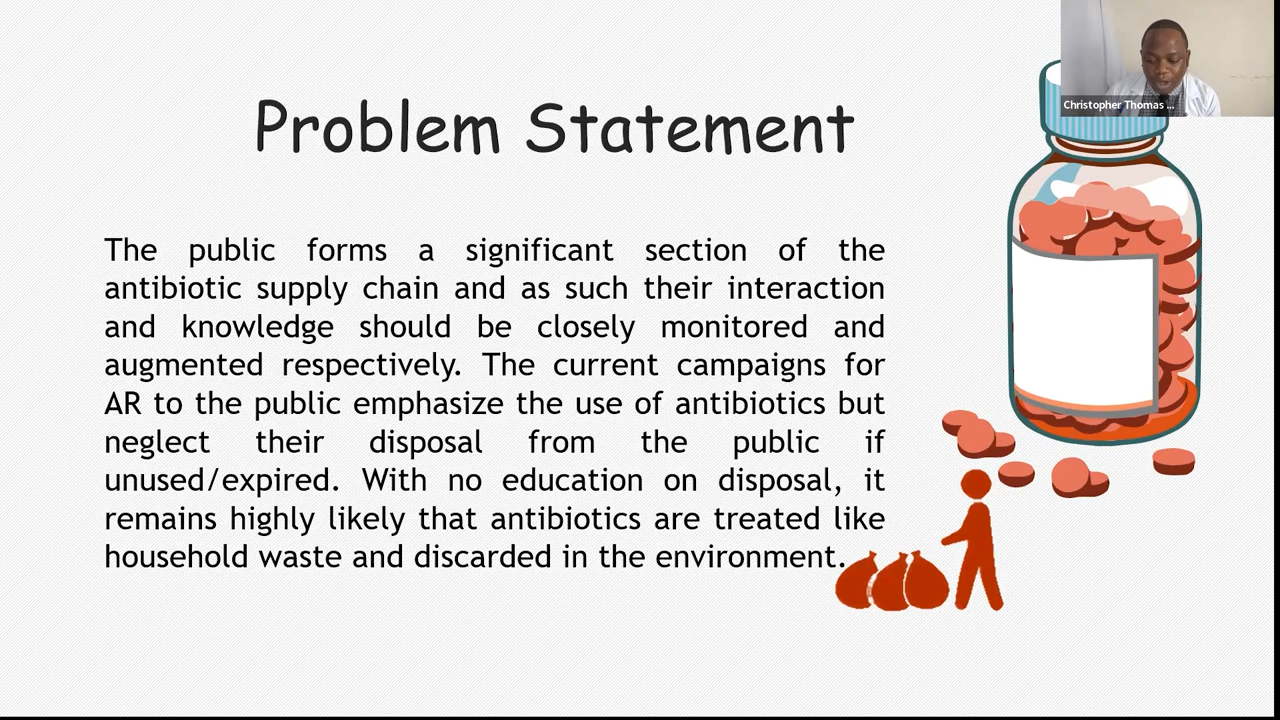 Christopher Thomas ...
Problem Statement
The public forms a significant section of the
antibiotic supply chain and as such their interaction
and knowledge should be closely monitored and
augmented respectively. The current campaigns for
AR to the public emphasize the use of antibiotics but
neglect their disposal from the public if
unused/expired. With no education on disposal, it
remains highly likely that antibiotics are treated like
household waste and discarded in the environment.